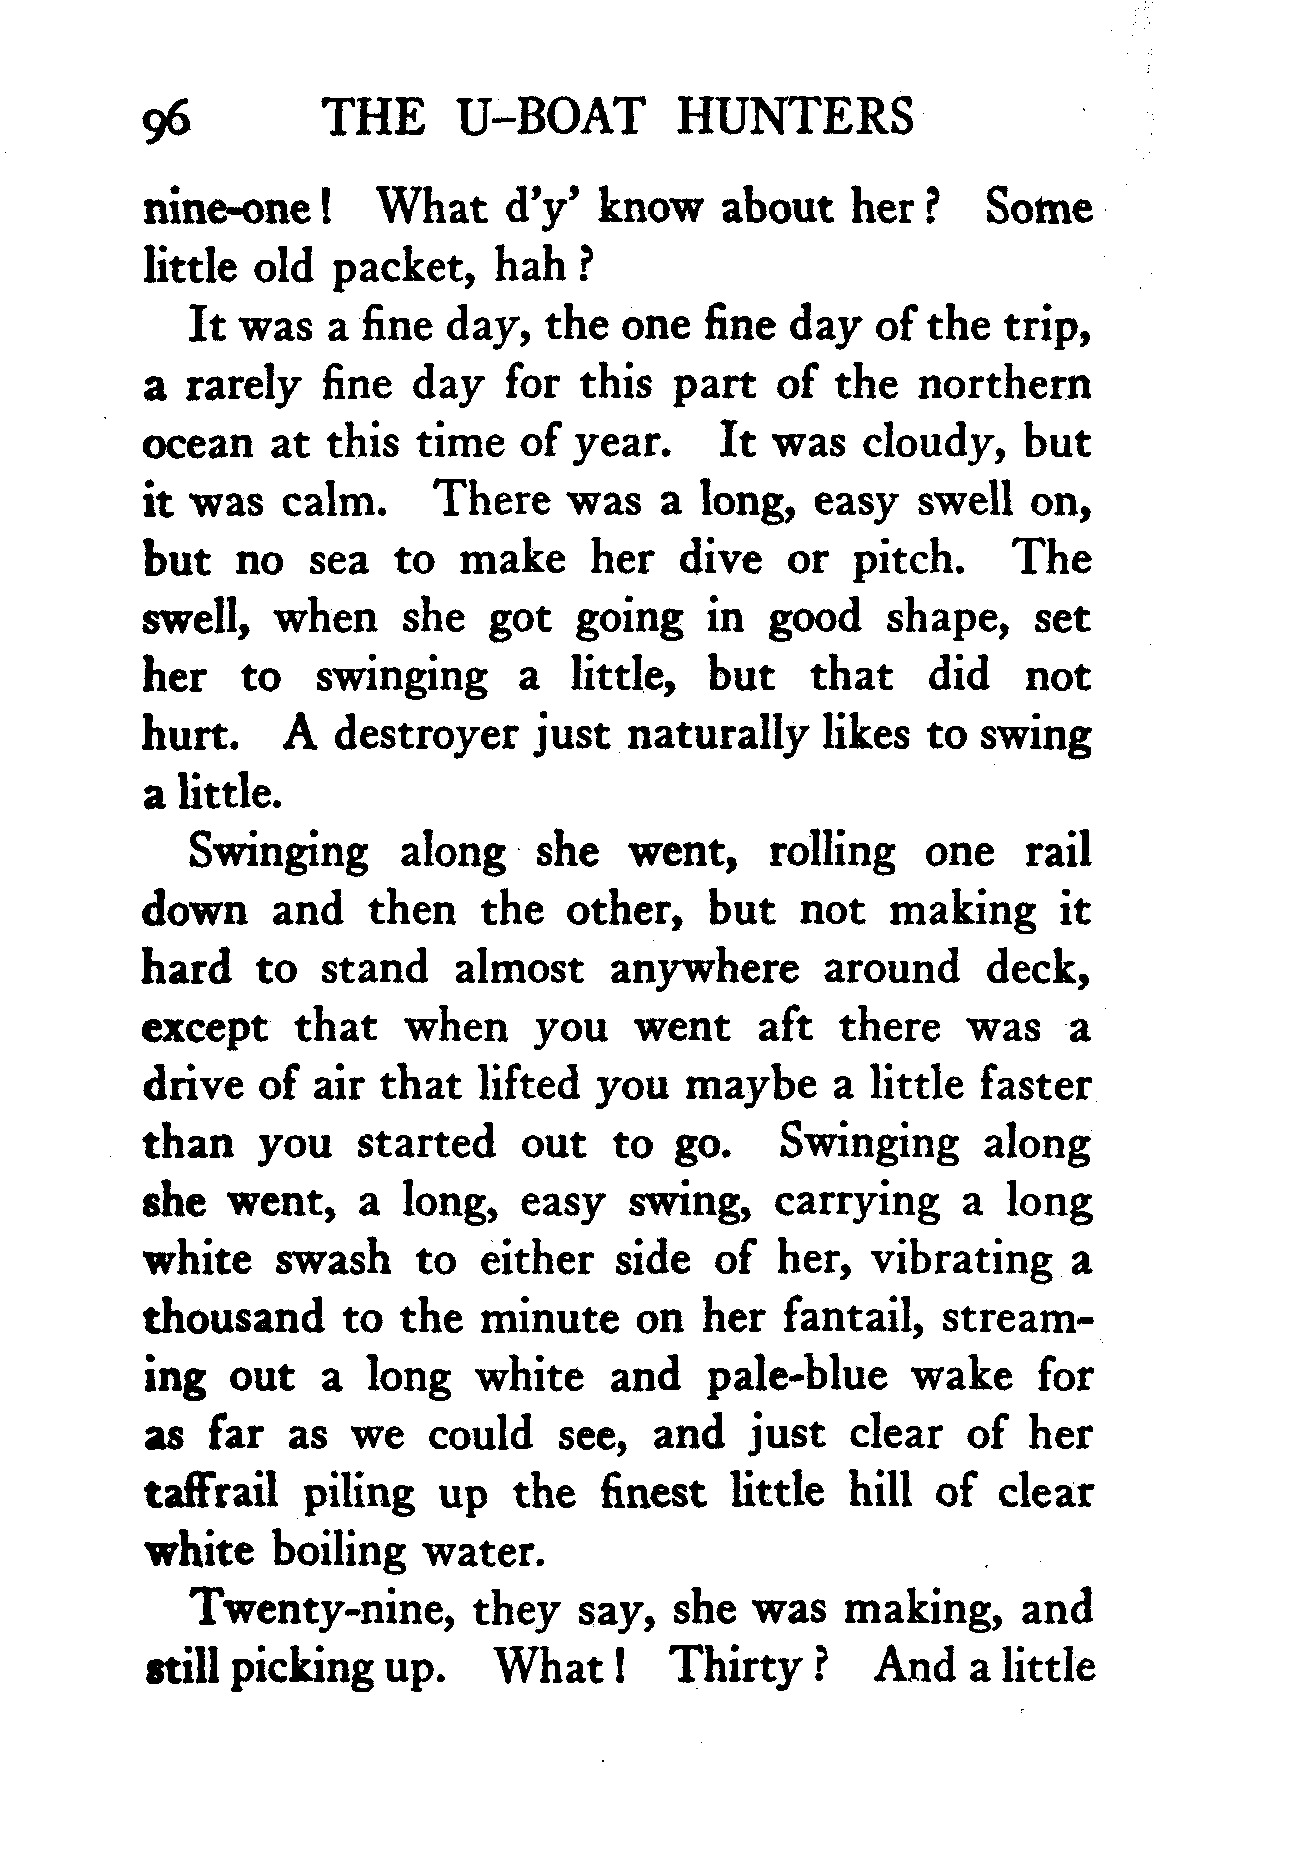 96 THE U-BOAT HUNTERS
nine-one! What d'y' know about her? Some
little old packet, hah?
It was a fine day, the one fine day of the trip,
a rarely fine day for this part of the northern
ocean at this time of year. It was cloudy, but
it was calm. There was a long, easy swell on,
but no sea to make her dive or pitch. The
swell, when she got going in good shape, set
her to swinging a little, but that did not
hurt. A destroyer just naturally likes to swing
a little.
Swinging along she went, rolling one rail
down and then the other, but not making it
hard to stand almost anywhere around deck,
except that when you went aft there was a
drive of air that lifted you maybe a little faster
than you started out to go. Swinging along
she went, a long, easy swing, carrying a long
white swash to either side of her, vibrating a
thousand to the minute on her fantail, stream-
ing out a long white and pale-blue wake for
as far as we could see, and just clear of her
taffrail piling up the finest little hill of clear
white boiling water.
Twenty-nine, they say, she was making, and
still picking up. What! Thirty? And a little